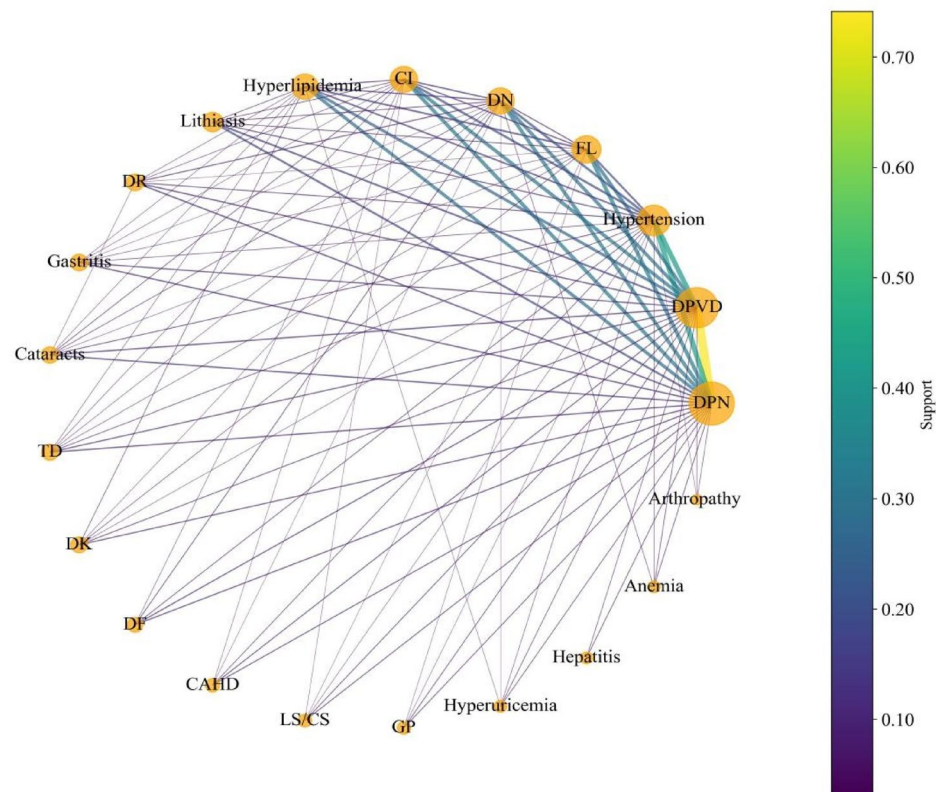 CI
Hyperlipidemia
DN
Lithiasis
FL
DR
Hypertension
Gastritis
DPVD
Cataracts
DPN
TD
Arthropathy
DK
Anemia
DF
Hepatitis
CAHD
Hyperuricemia
LS/CS
GP
0.70
0.60
0.50
0.40
0.30
0.20
0.10
Support